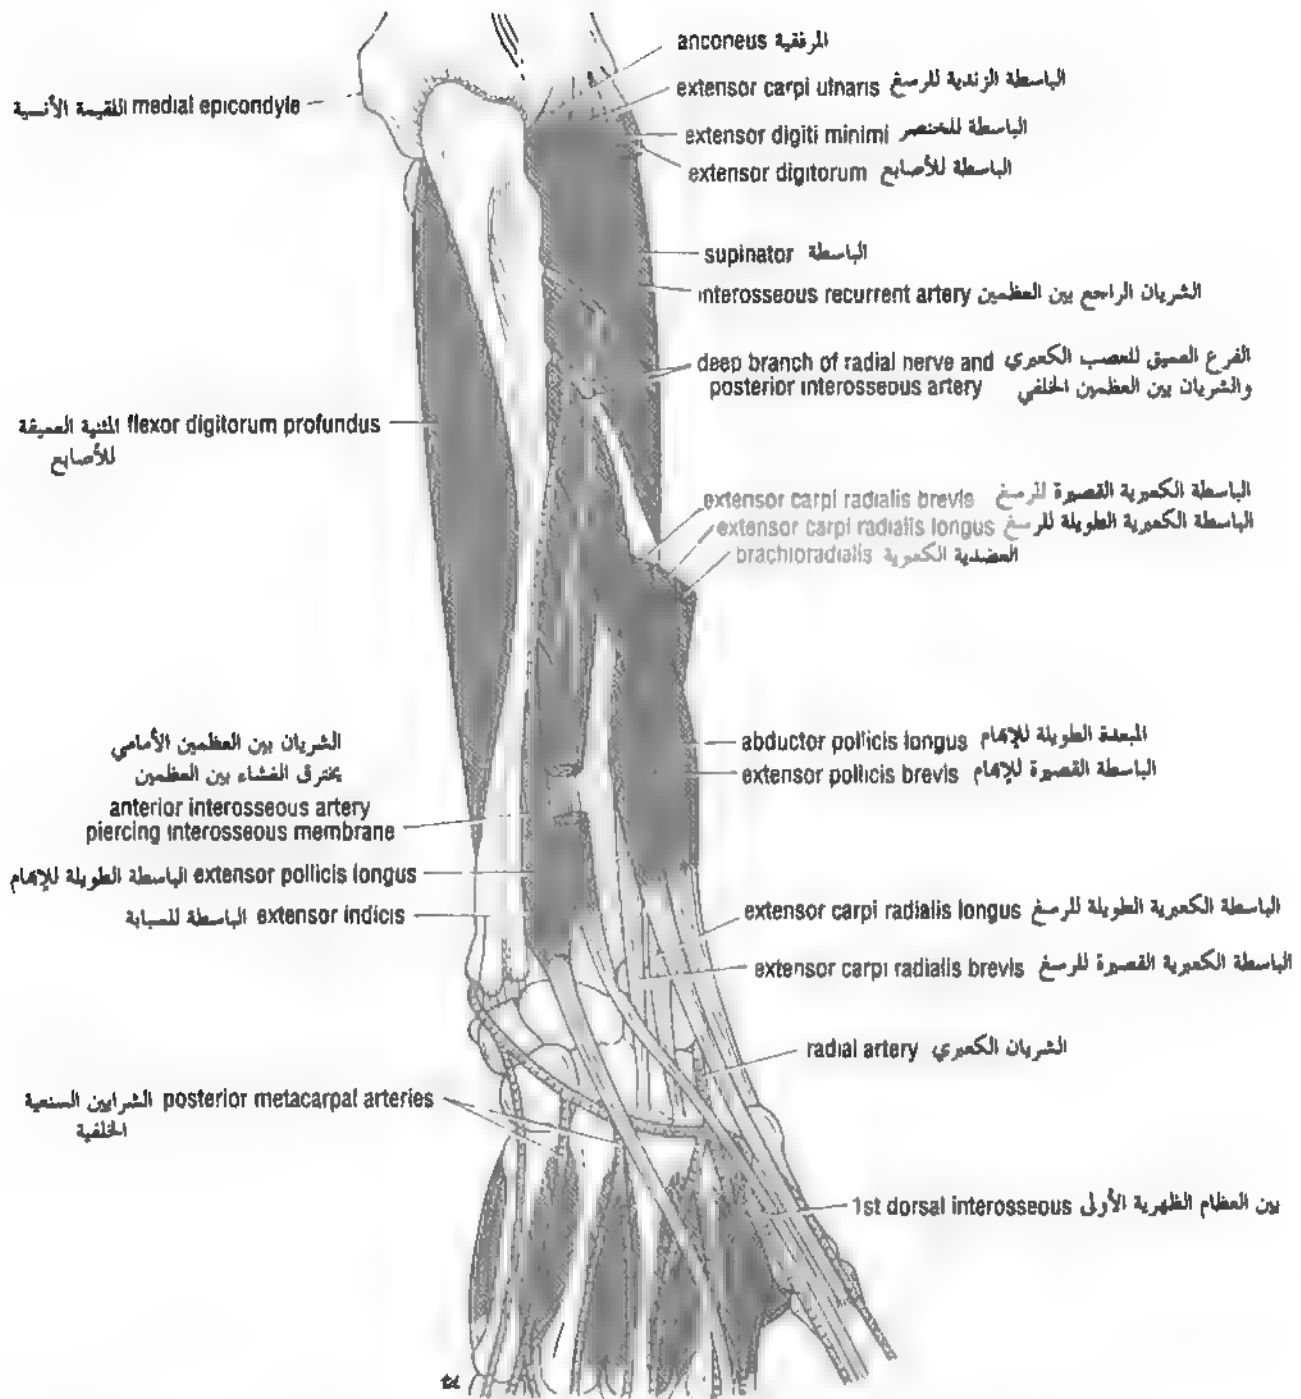 anconeus المرفقية
extensor carpi ulnaris الباسطة الزندية للرسغ
اللقيمة الأنسية medial epicondyle
extensor digiti minimi الباسطة للخنصر
extensor digitorum الباسطة للأصابع
supinator الباسطة
interosseous recurrent artery الشريان الراجع بين العظمين
deep branch of radial nerve and الفرع العميق للعصب الكعبري
posterior interosseous artery والشريان بين العظمين الخلفي
المثنية العميقة flexor digitorum profundus
للأصابع
extensor carpi radialis brevis الباسطة الكعبرية القصيرة للرسغ
extensor carpi radialis longus الباسطة الكعبرية الطويلة للرسغ
brachioradialis العضدية الكعبرية
الشريان بين العظمين الأمامي
يخترق الغشاء بين العظمين
anterior interosseous artery
piercing interosseous membrane
abductor pollicis longus المبعدة الطويلة للإبهام
extensor pollicis brevis الباسطة القصيرة للإبهام
الباسطة الطويلة للإبهام extensor pollicis longus
الباسطة للسبابة extensor indicis
extensor carpi radialis longus الباسطة الكعبرية الطويلة للرسغ
extensor carpi radialis brevis الباسطة الكعبرية القصيرة للرسغ
radial artery الشريان الكعبري
الشرايين السنعية posterior metacarpal arteries
الخلفية
1st dorsal interosseous بين العظام الظهرية الأولى